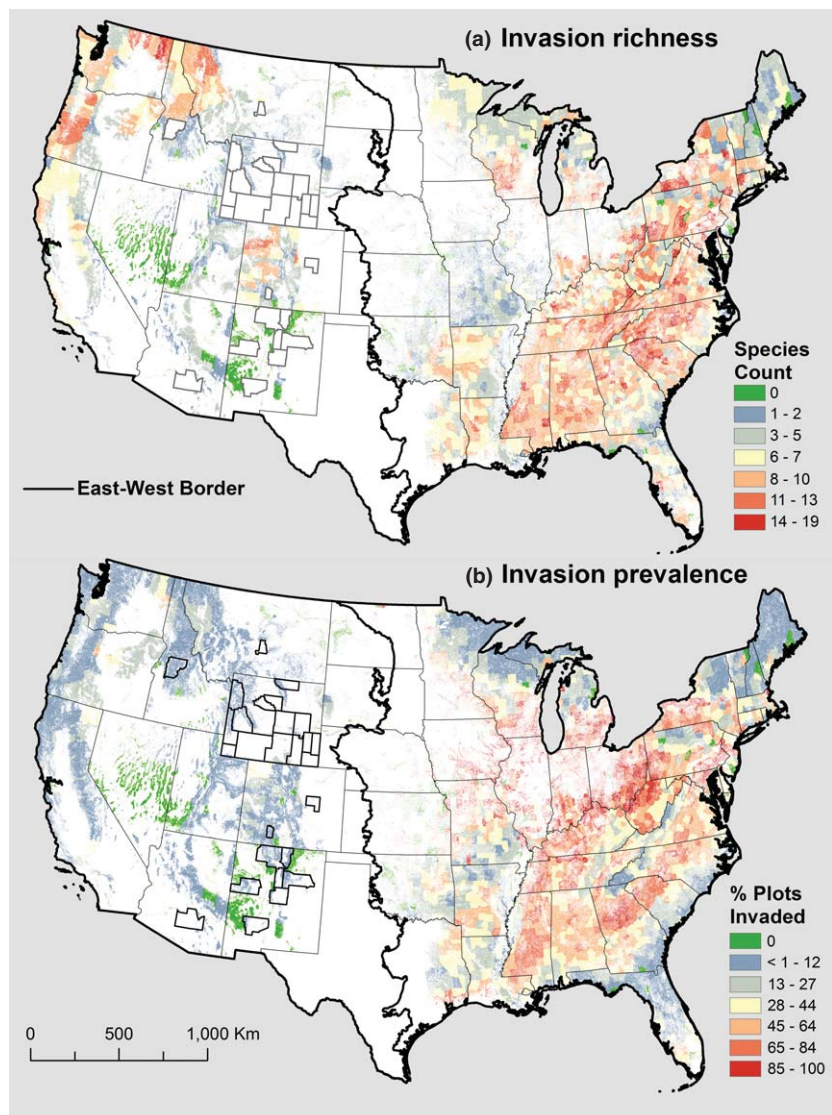 (a) Invasion richness
Species
Count
0
1 - 2
3 - 5
6 - 7
8 - 10
11 - 13
14 - 19
East-West Border
(b) Invasion prevalence
% Plots
Invaded
0
< 1 - 12
13 - 27
28 - 44
45 - 64
65 - 84
85 - 100
0 500 1,000 Km